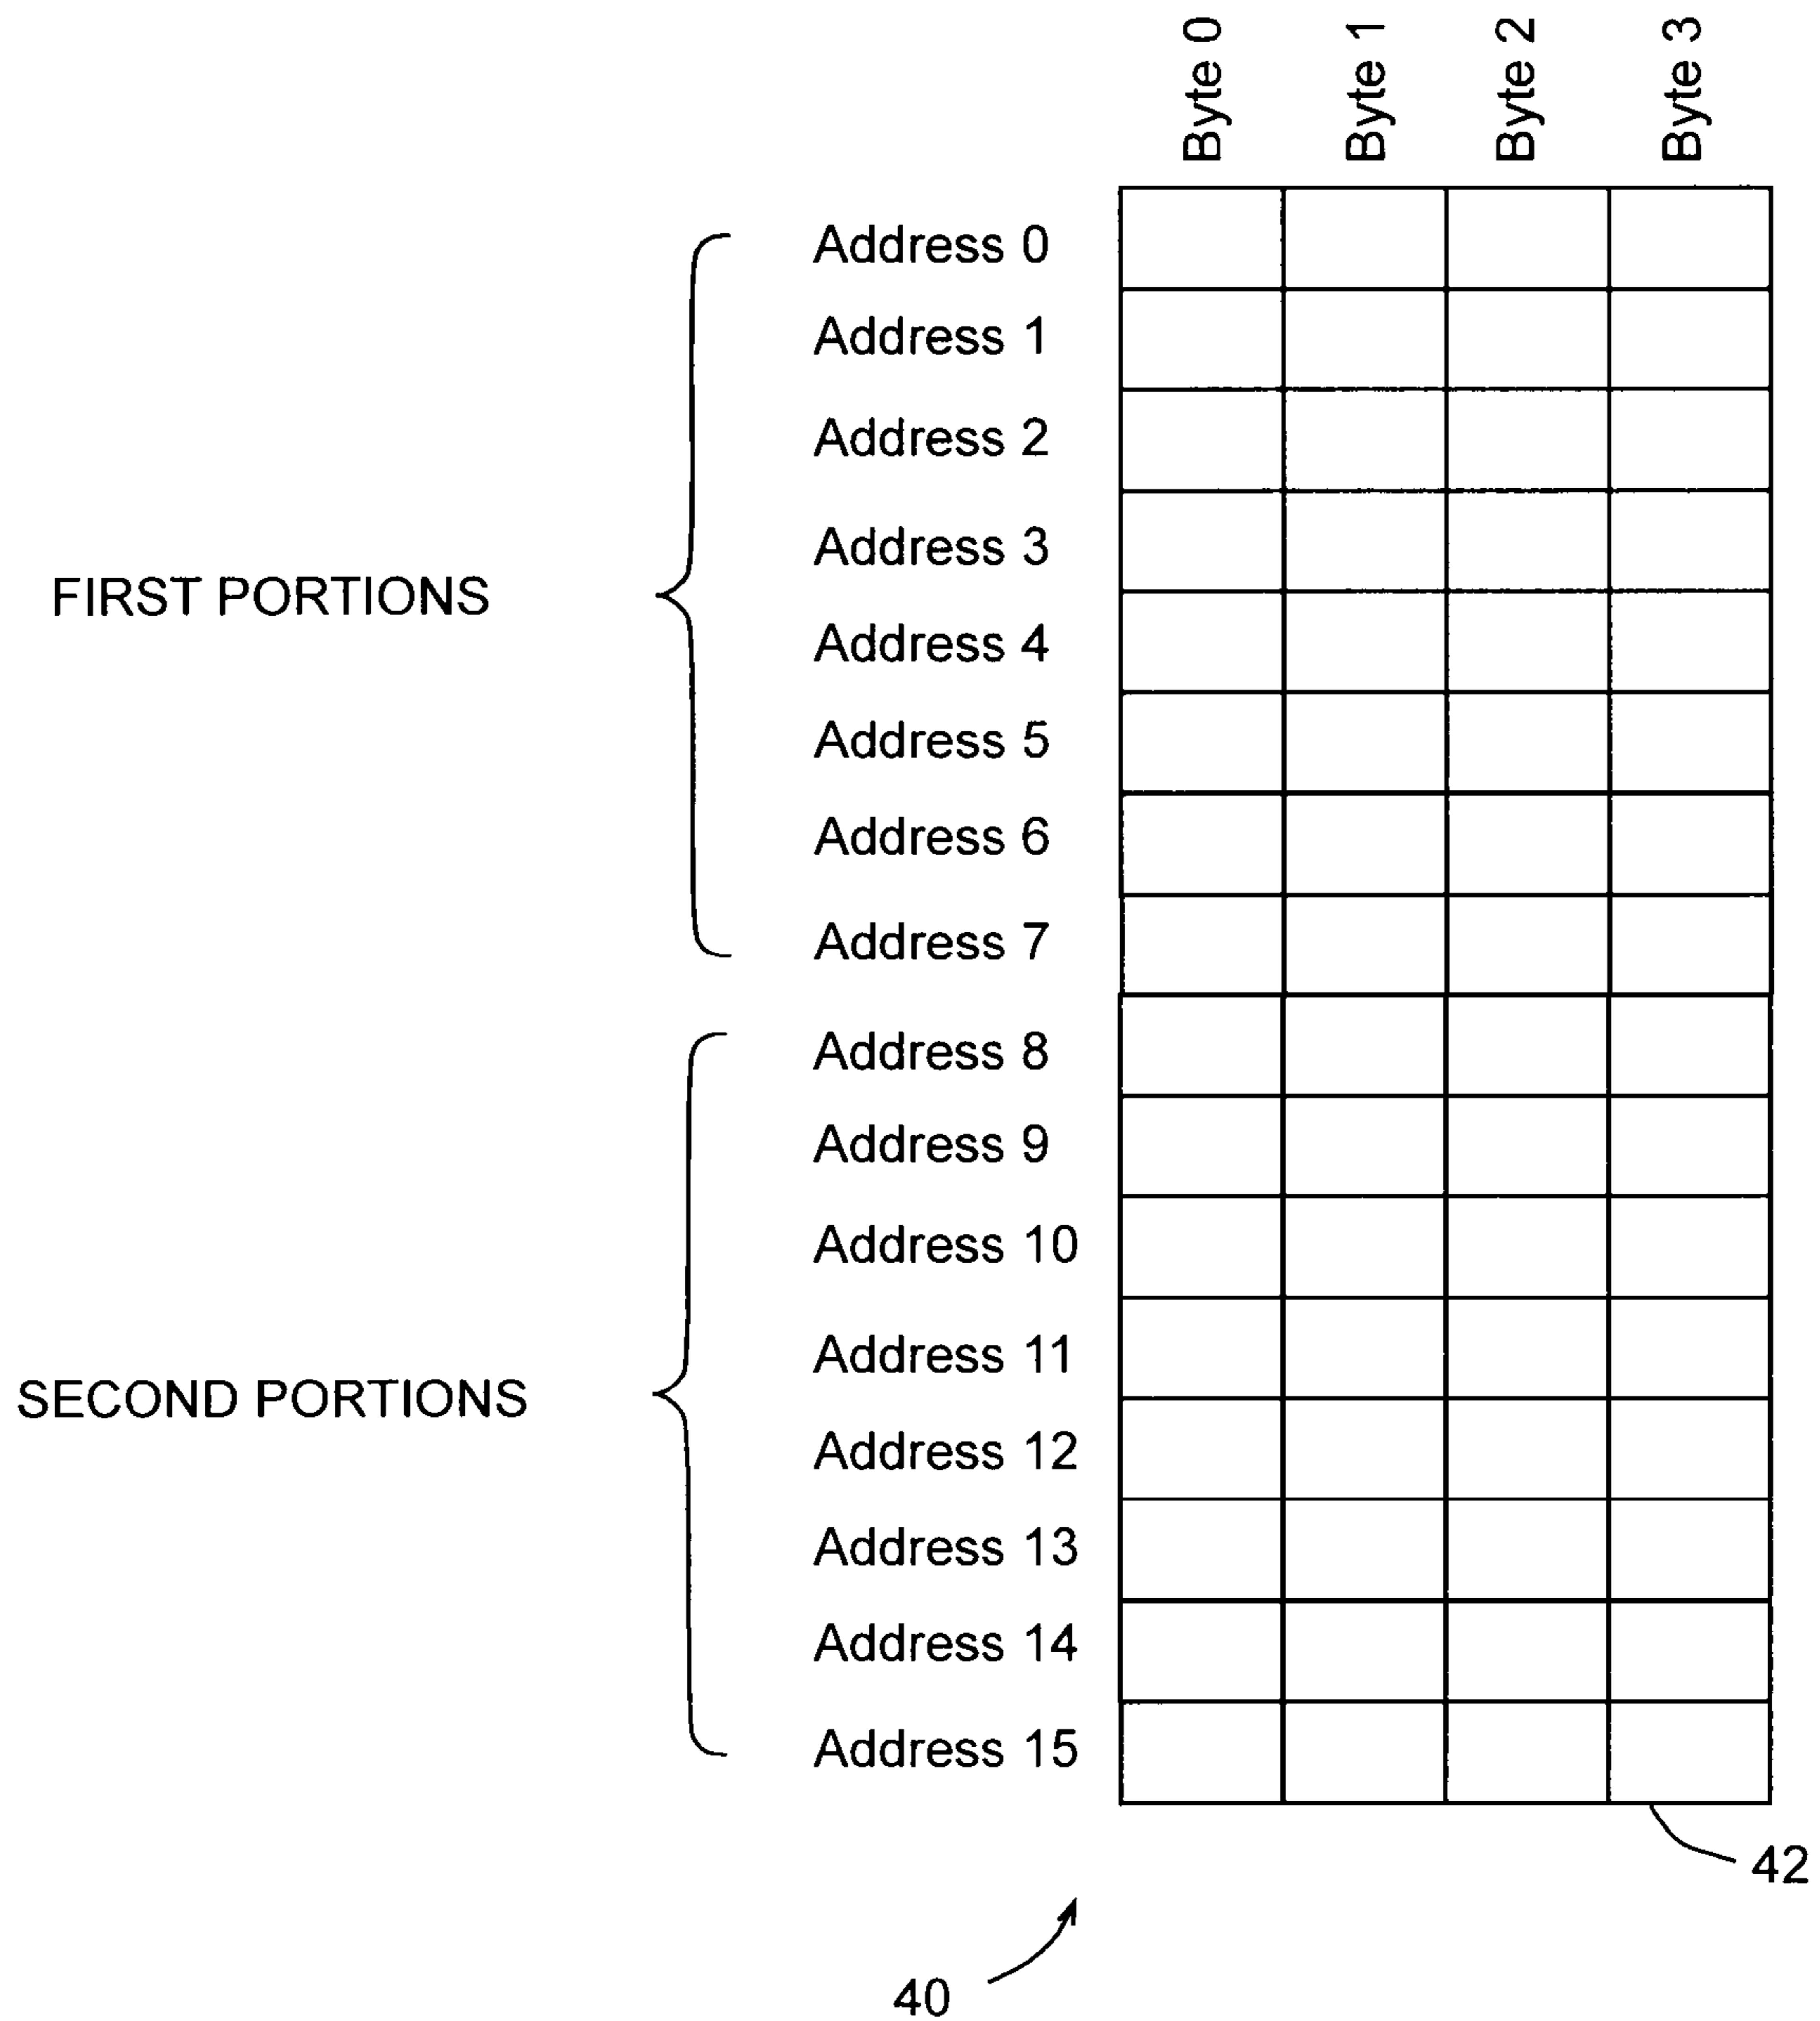 Byte 0
Byte 1
Byte 2
Byte 3
Address 0
Address 1
Address 2
Address 3
FIRST PORTIONS
Address 4
Address 5
Address 6
Address 7
Address 8
Address 9
Address 10
Address 11
SECOND PORTIONS
Address 12
Address 13
Address 14
Address 15
42
40